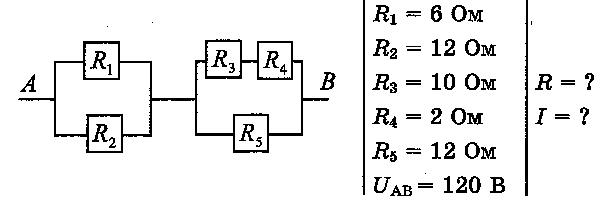 R₁
R₂
R₃
R₄
R₅
A
B
R₁ = 6 Ом
R₂ = 12 Ом
R₃ = 10 Ом
R₄ = 2 Ом
R₅ = 12 Ом
U_AB = 120 В
R = ?
I = ?